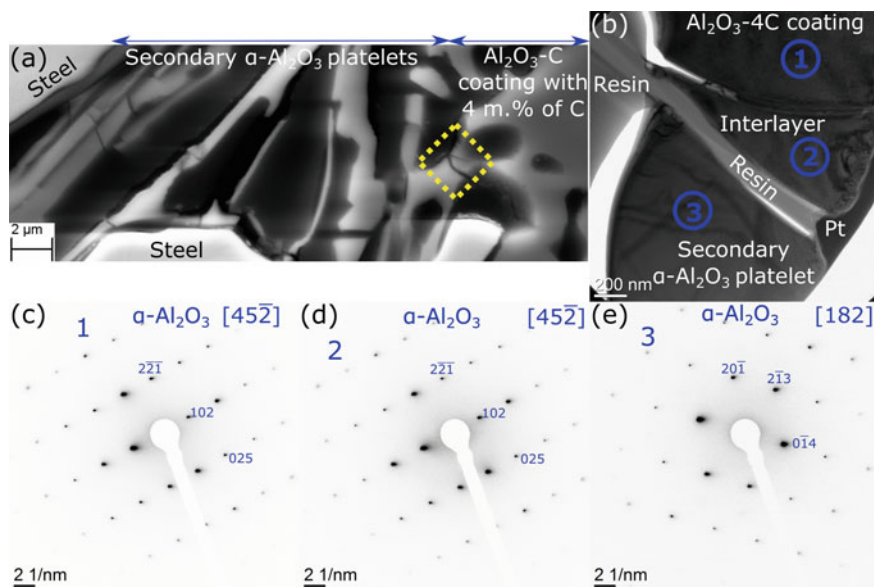 (a)
Steel
Secondary ɑ-Al₂O₃ platelets
Al₂O₃-C
coating with
4 m.% of C
2 µm
Steel
(b)
Al₂O₃-4C coating
1
Resin
Interlayer
2
Resin
3
Pt
Secondary
ɑ-Al₂O₃ platelet
200 nm
(c)
ɑ-Al₂O₃ [452̅]
1
22̅1̅
102
025
2 1/nm
(d)
ɑ-Al₂O₃ [452̅]
2
22̅1̅
102
025
2 1/nm
(e)
ɑ-Al₂O₃ [182]
3
201̅
21̅3
01̅4
2 1/nm